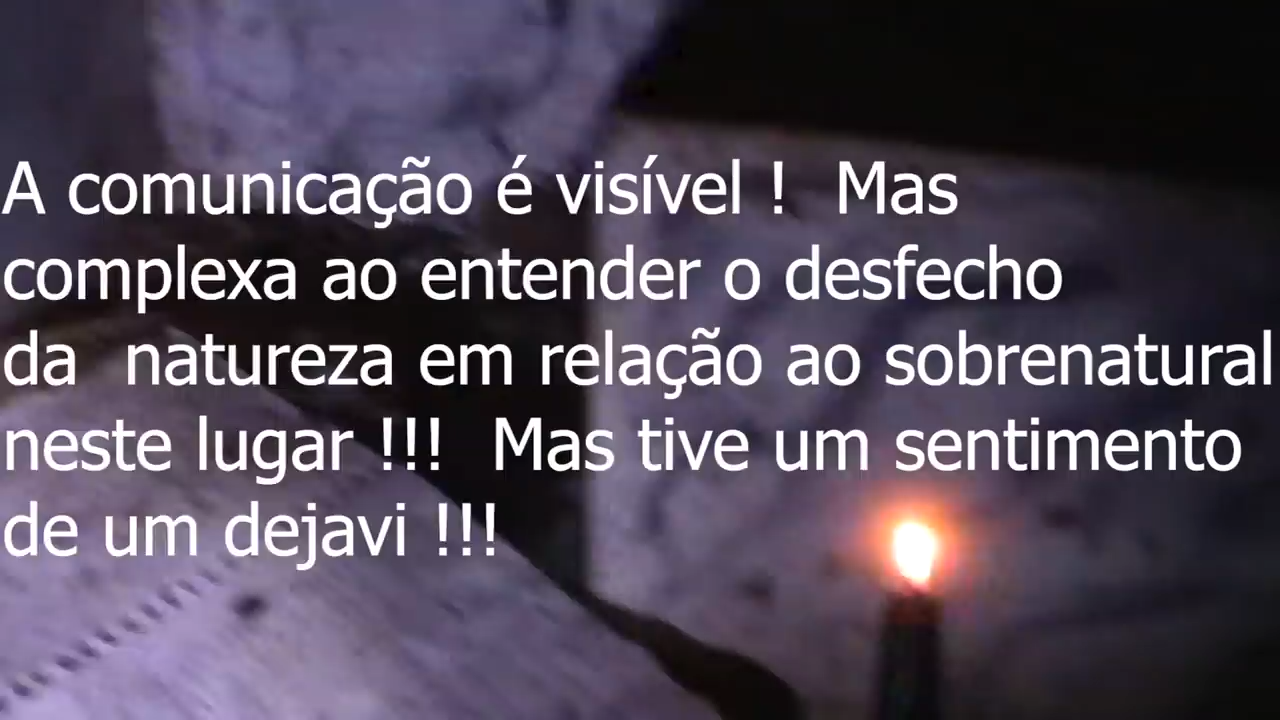 A comunicação é visível !  Mas
complexa ao entender o desfecho
da  natureza em relação ao sobrenatural
neste lugar !!!  Mas tive um sentimento
de um dejavi !!!